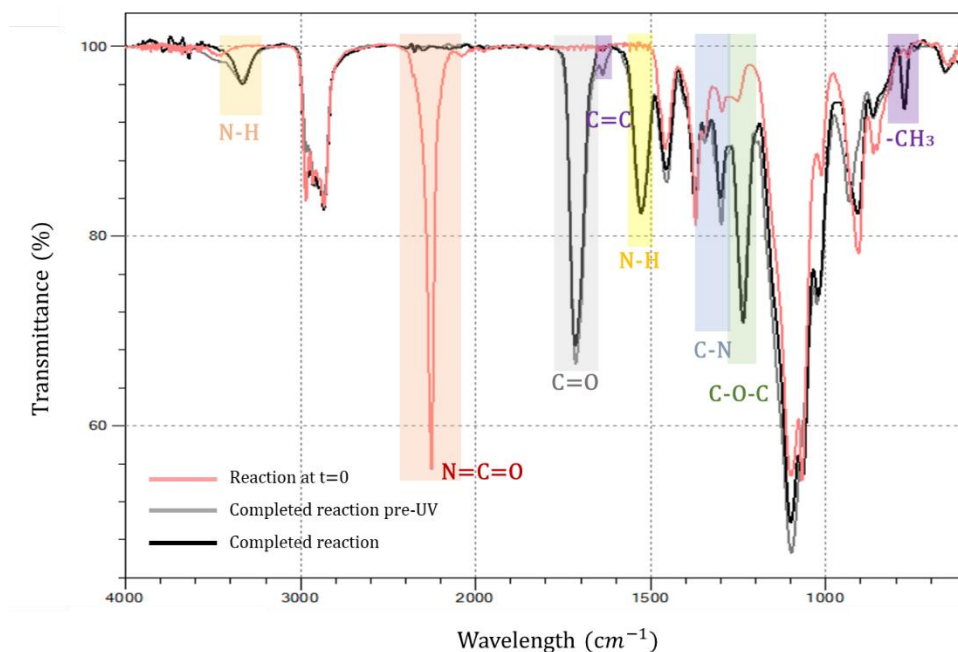 100
80
60
Transmittance (%)
N-H
N=C=O
C=O
C=C
N-H
C-N
C-O-C
-CH₃
Reaction at t=0
Completed reaction pre-UV
Completed reaction
4000
3000
2000
1500
1000
Wavelength (cm⁻¹)